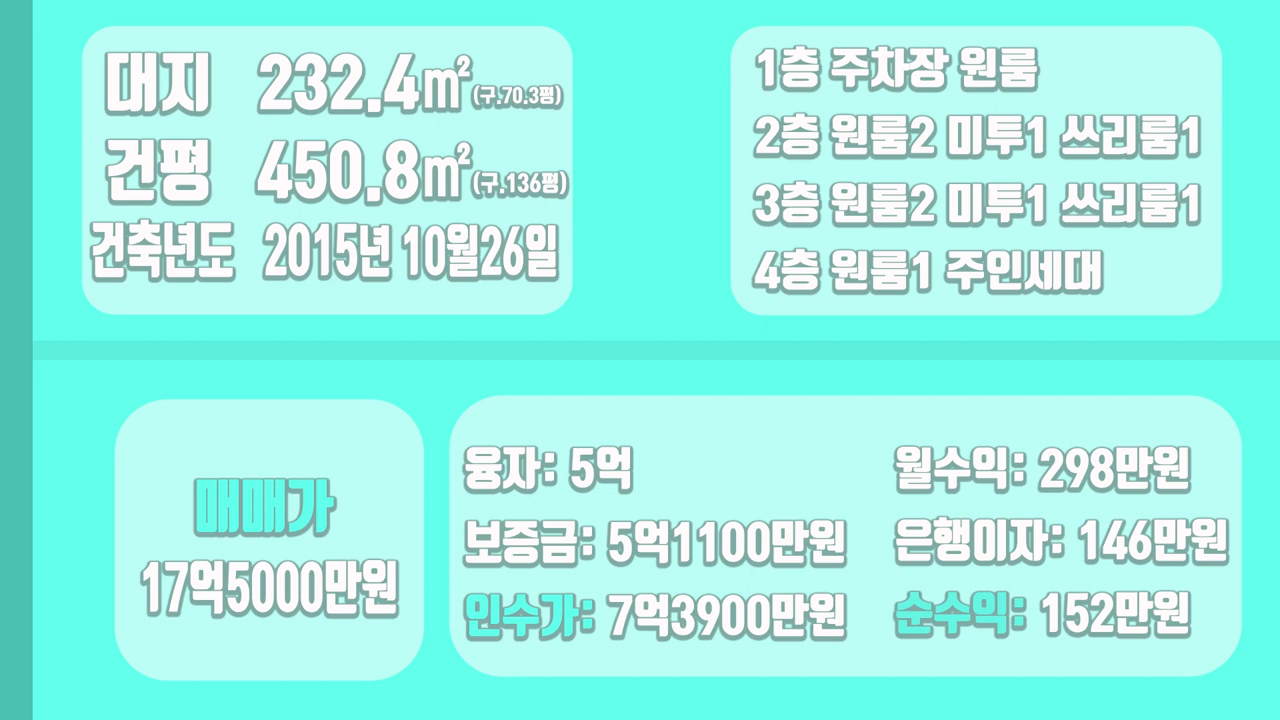 대지 232.4㎡(구.70.3평)
건평 450.8㎡(구.136평)
건축년도 2015년 10월26일
1층 주차장 원룸
2층 원룸2 미투1 쓰리룸1
3층 원룸2 미투1 쓰리룸1
4층 원룸1 주인세대
매매가
17억5000만원
융자: 5억
보증금: 5억1100만원
인수가: 7억3900만원
월수익: 298만원
은행이자: 146만원
순수익: 152만원